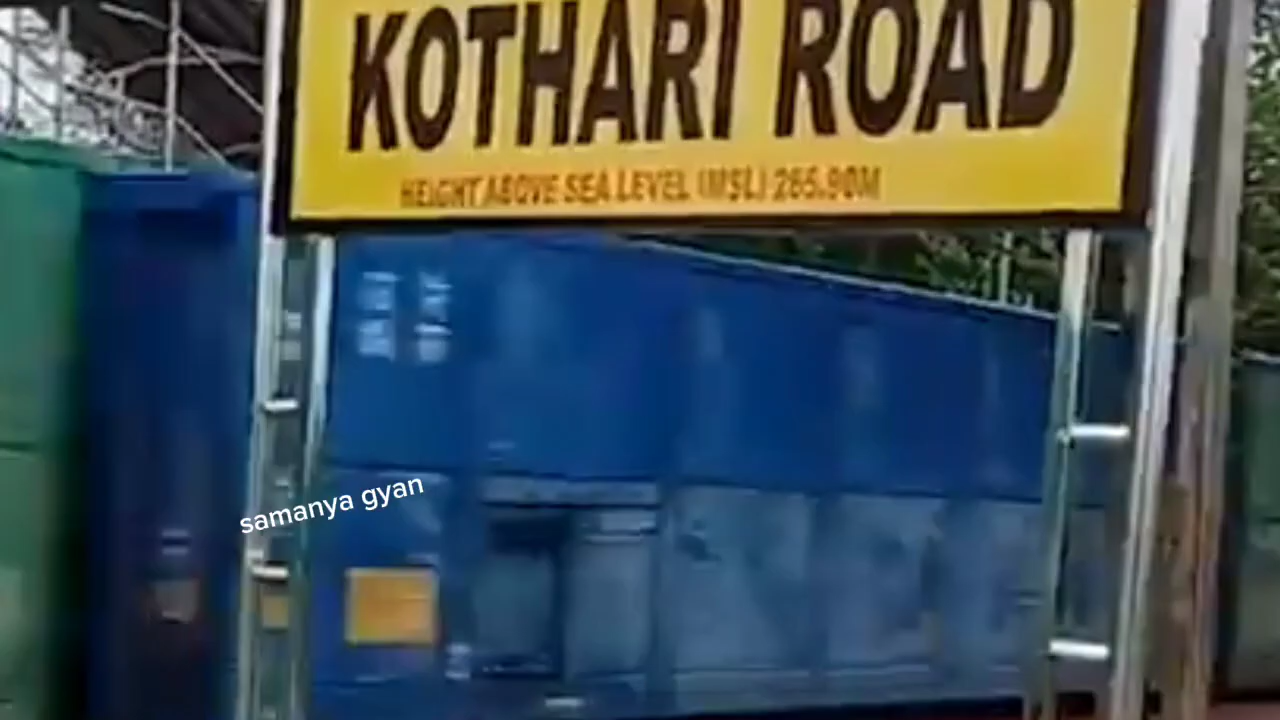 KOTHARI ROAD
HEIGHT ABOVE SEA LEVEL (MSL) 265.90M
samanya gyan